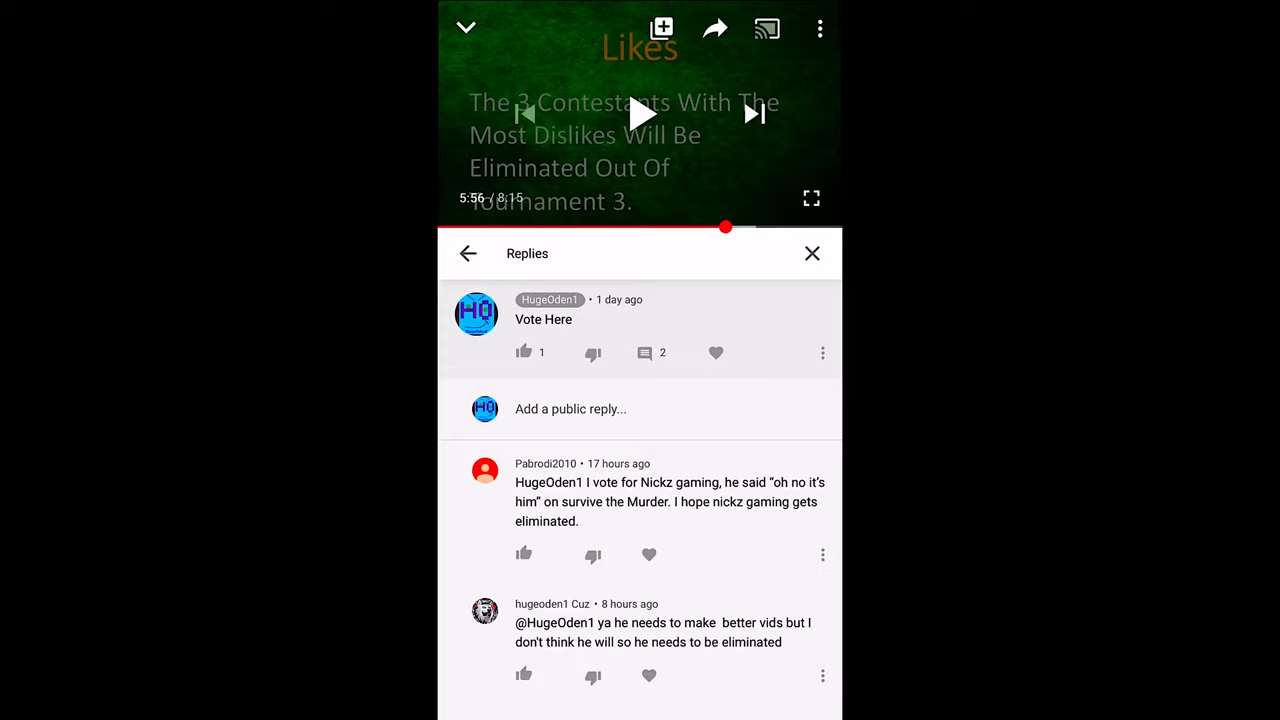 Likes
The 3 Contestants With The
Most Dislikes Will Be
Eliminated Out Of
Tournament 3.
5:56 / 8:15
Replies
HugeOden1 • 1 day ago
Vote Here
1 2
Add a public reply...
Pabrodi2010 • 17 hours ago
HugeOden1 I vote for Nickz gaming, he said “oh no it’s
him” on survive the Murder. I hope nickz gaming gets
eliminated.
hugeoden1 Cuz • 8 hours ago
@HugeOden1 ya he needs to make  better vids but I
don't think he will so he needs to be eliminated